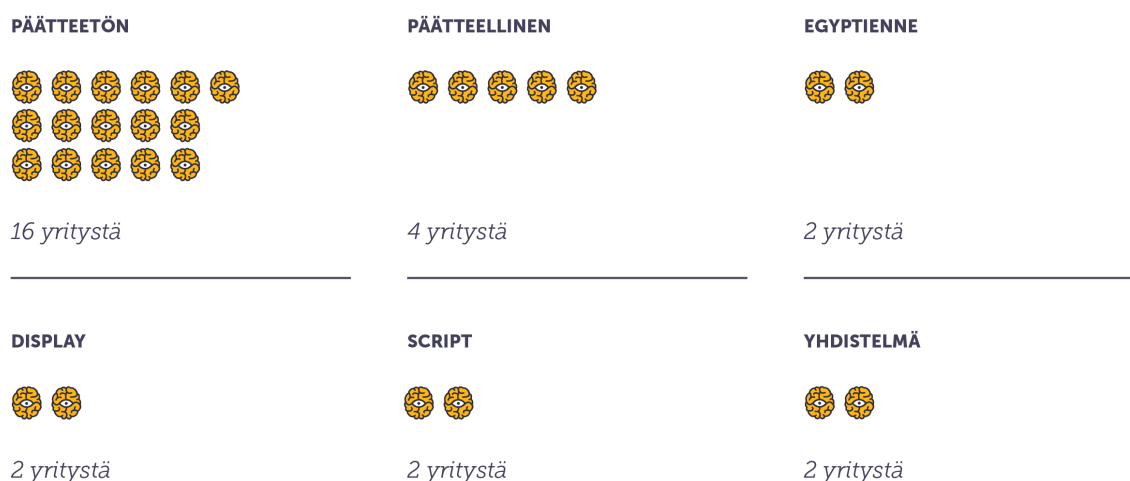 PÄÄTTEETÖN
PÄÄTTEELLINEN
EGYPTIENNE
16 yritystä
4 yritystä
2 yritystä
DISPLAY
SCRIPT
YHDISTELMÄ
2 yritystä
2 yritystä
2 yritystä